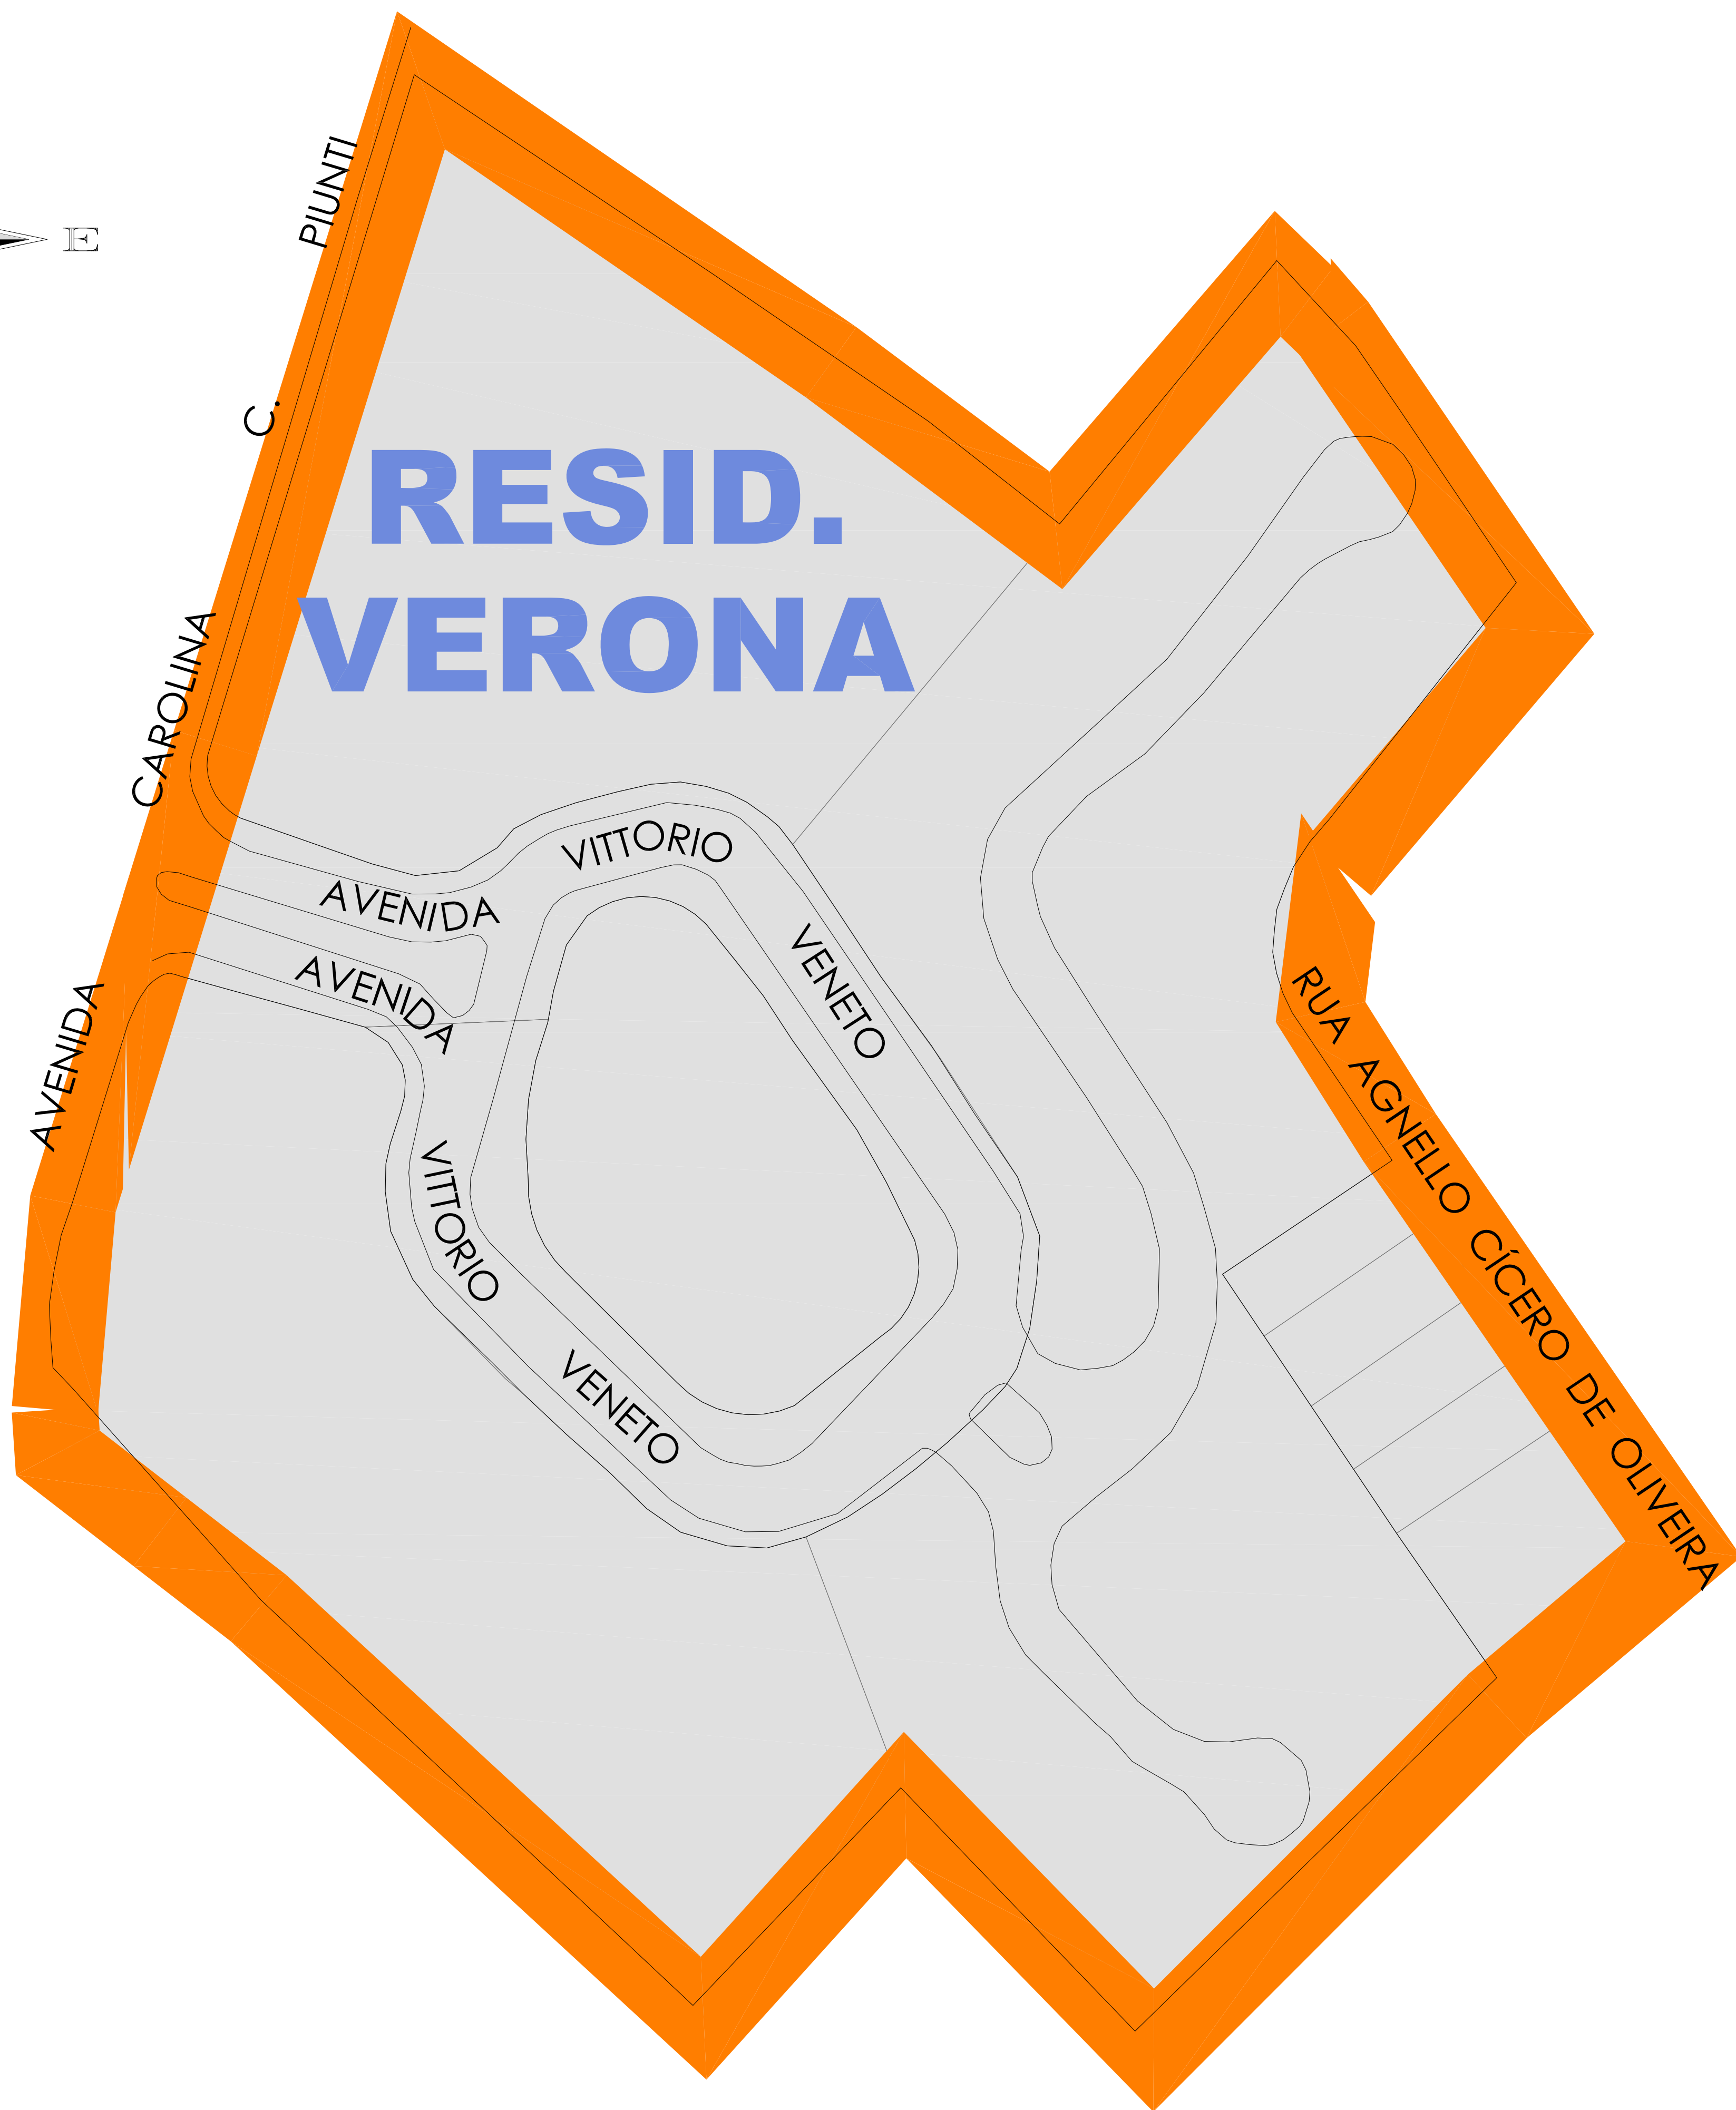 PIUNTI
E
C.
RESID.
VERONA
CAROLINA
VITTORIO
AVENIDA
VENETO
AVENIDA
AVENIDA
RUA AGNELLO CÍCERO DE OLIVEIRA
VITTORIO
VENETO